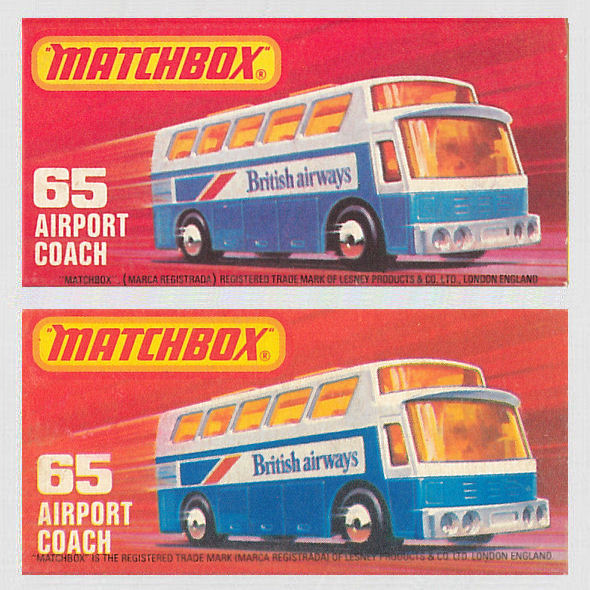 "MATCHBOX"®
British airways
65
AIRPORT
COACH
"MATCHBOX", (MARCA REGISTRADA) REGISTERED TRADE MARK OF LESNEY PRODUCTS & CO. LTD., LONDON ENGLAND
"MATCHBOX"®
British airways
65
AIRPORT
COACH
"MATCHBOX" IS THE REGISTERED TRADE MARK (MARCA REGISTRADA) OF LESNEY PRODUCTS & CO. LTD. LONDON ENGLAND